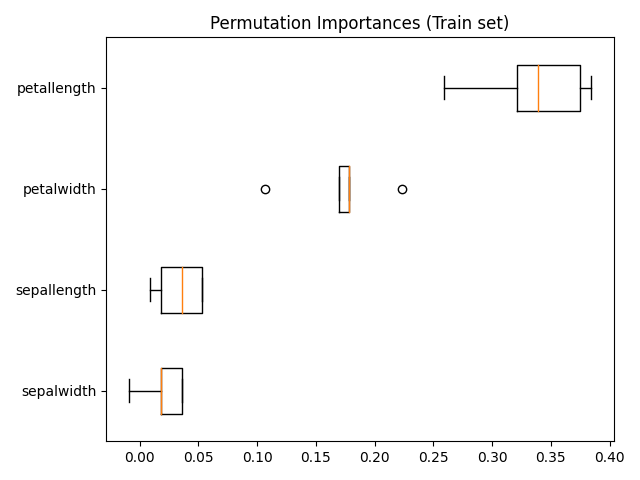 Permutation Importances (Train set)
petallength
petalwidth
sepallength
sepalwidth
0.00 0.05 0.10 0.15 0.20 0.25 0.30 0.35 0.40